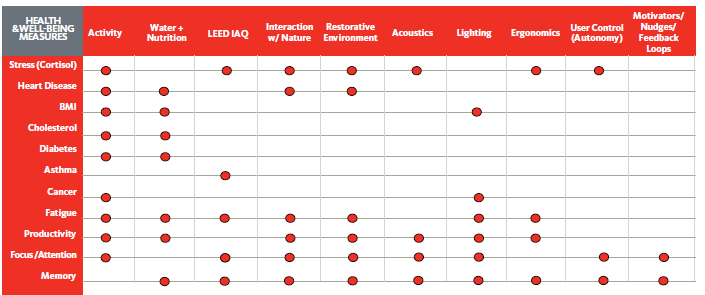 HEALTH
&WELL-BEING
MEASURES
Activity
Water +
Nutrition
LEED IAQ
Interaction
w/ Nature
Restorative
Environment
Acoustics
Lighting
Ergonomics
User Control
(Autonomy)
Motivators/
Nudges/
Feedback
Loops
Stress (Cortisol)
Heart Disease
BMI
Cholesterol
Diabetes
Asthma
Cancer
Fatigue
Productivity
Focus/Attention
Memory